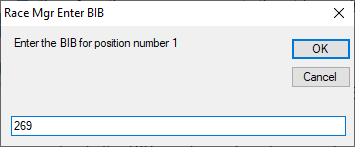 Race Mgr Enter BIB
Enter the BIB for position number 1
OK
Cancel
269